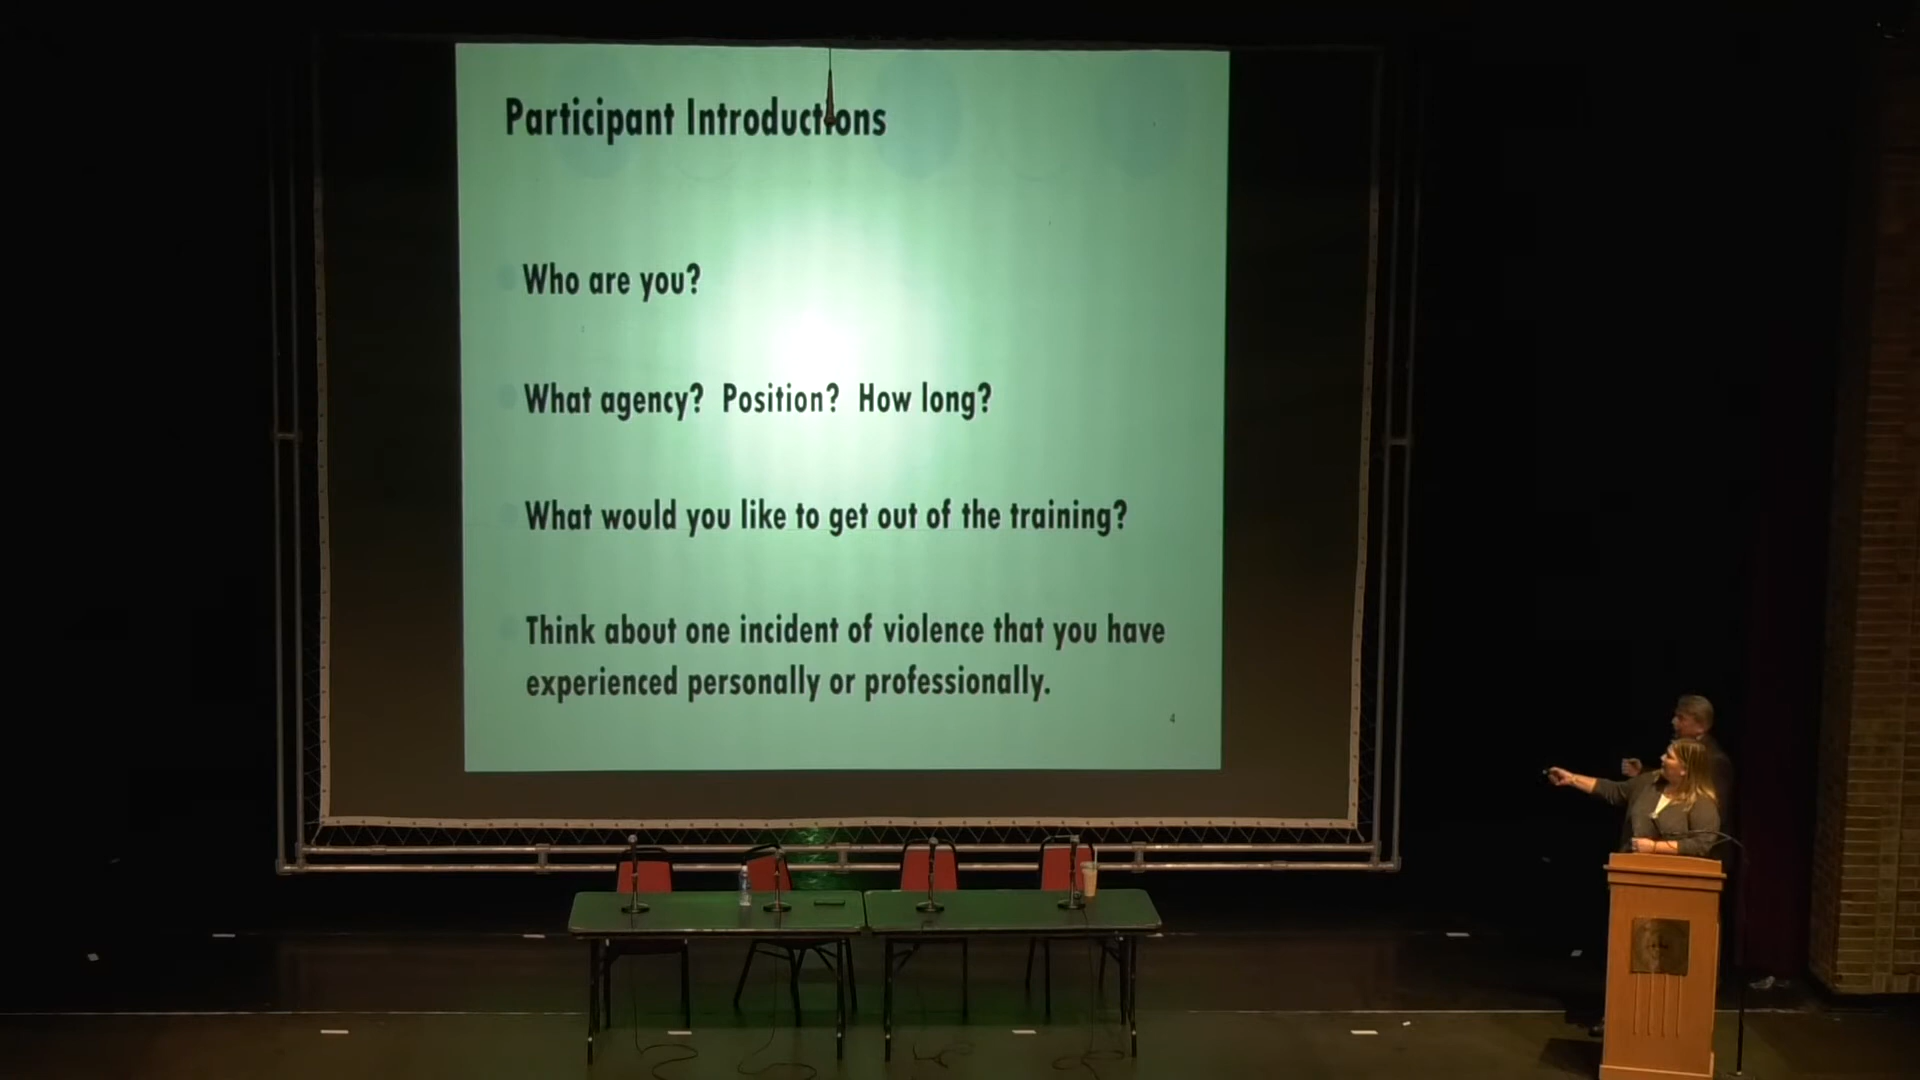 Participant Introductions
Who are you?
What agency? Position? How long?
What would you like to get out of the training?
Think about one incident of violence that you have
experienced personally or professionally.
4